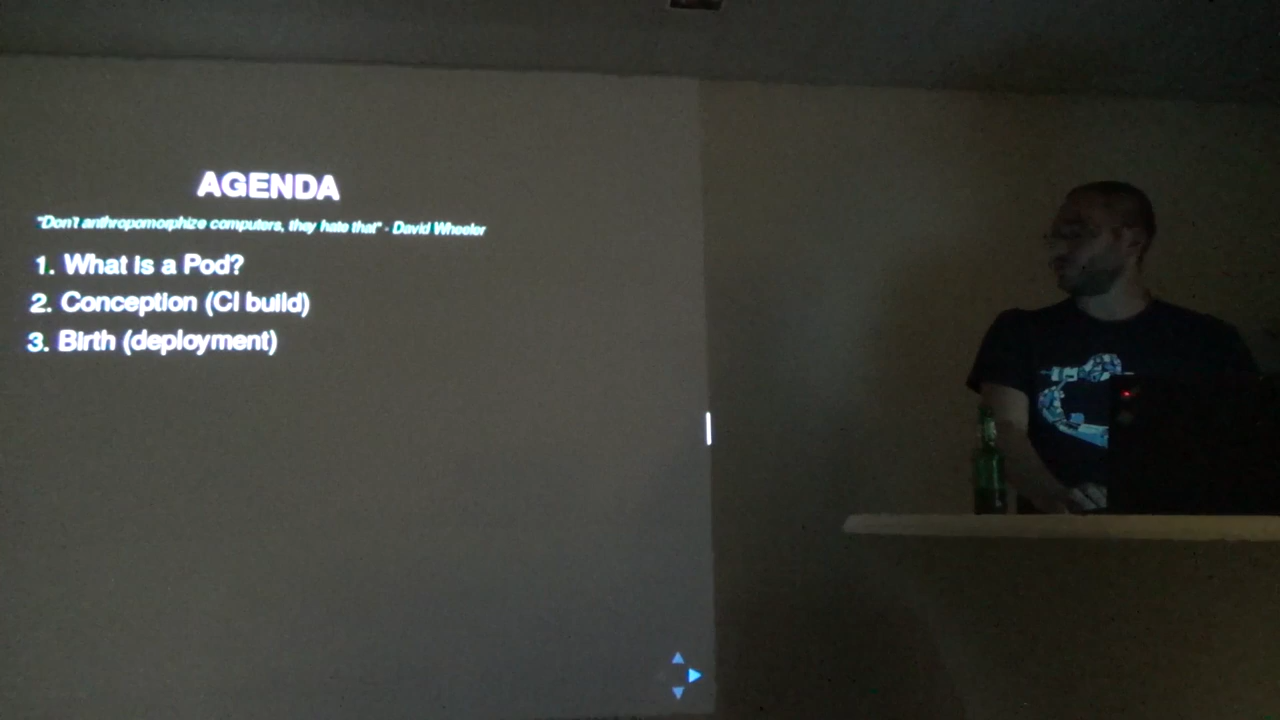 AGENDA
"Don't anthropomorphize computers, they hate that" - David Wheeler
1. What is a Pod?
2. Conception (CI build)
3. Birth (deployment)